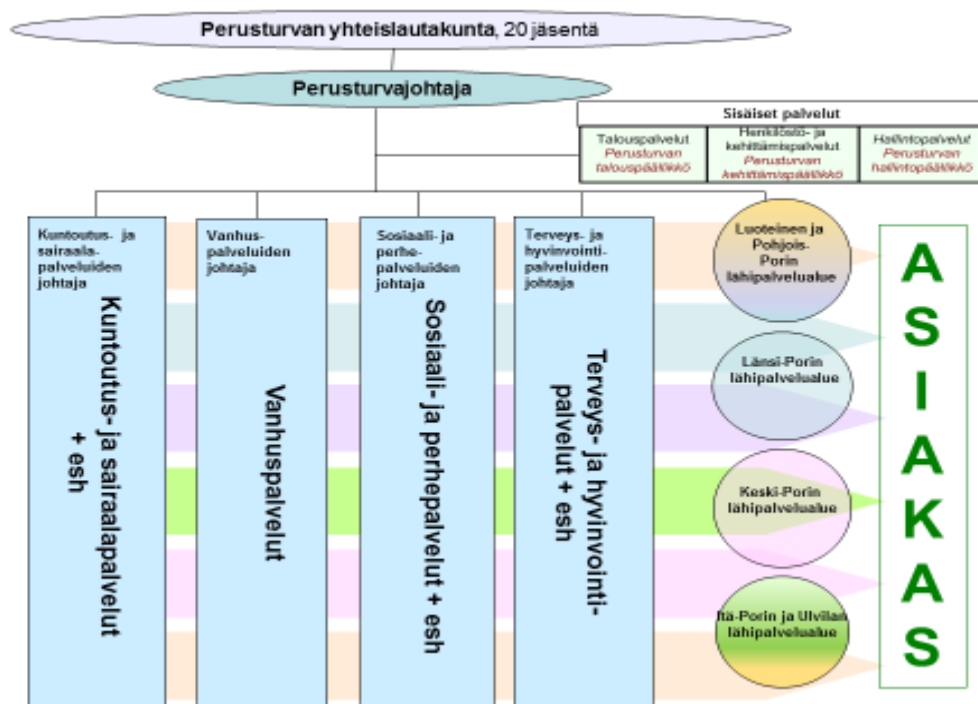 Perusturvan yhteislautakunta, 20 jäsentä
Perusturvajohtaja
Sisäiset palvelut
Talouspalvelut
Perusturvan
talouspäällikkö
Henkilöstö- ja
kehittämispalvelut
Perusturvan
kehittämispäällikkö
Hallintopalvelut
Perusturvan
hallintopäällikkö
Kuntoutus- ja
sairaala-
palveluiden
johtaja
Kuntoutus- ja sairaalapalvelut
+ esh
Vanhus-
palveluiden
johtaja
Vanhuspalvelut
Sosiaali- ja
perhe-
palveluiden
johtaja
Sosiaali- ja perhepalvelut + esh
Terveys- ja
hyvinvointi-
palveluiden
johtaja
Terveys- ja hyvinvointi-
palvelut + esh
Luoteinen ja
Pohjois-
Porin
lähipalvelualue
Länsi-Porin
lähipalvelualue
Keski-Porin
lähipalvelualue
Itä-Porin ja Ulvilan
lähipalvelualue
A
S
I
A
K
A
S